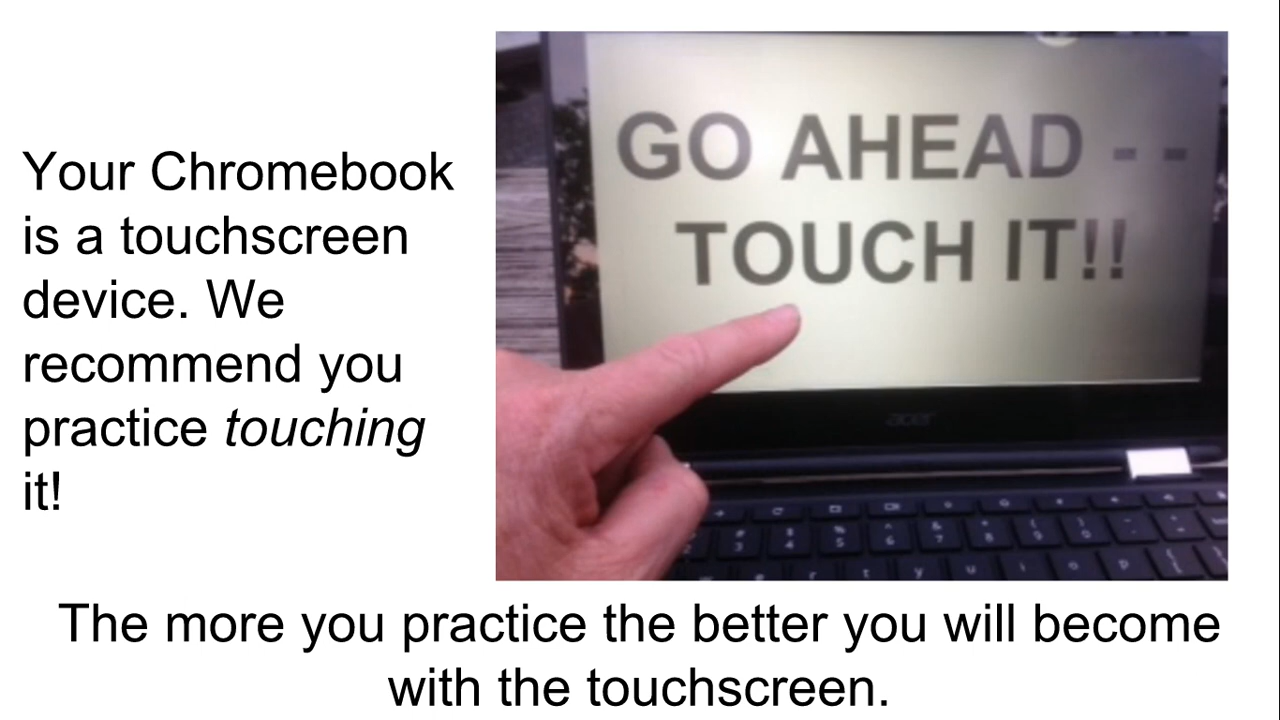 Your Chromebook
is a touchscreen
device. We
recommend you
practice touching
it!
GO AHEAD - -
TOUCH IT!!
acer
The more you practice the better you will become
with the touchscreen.